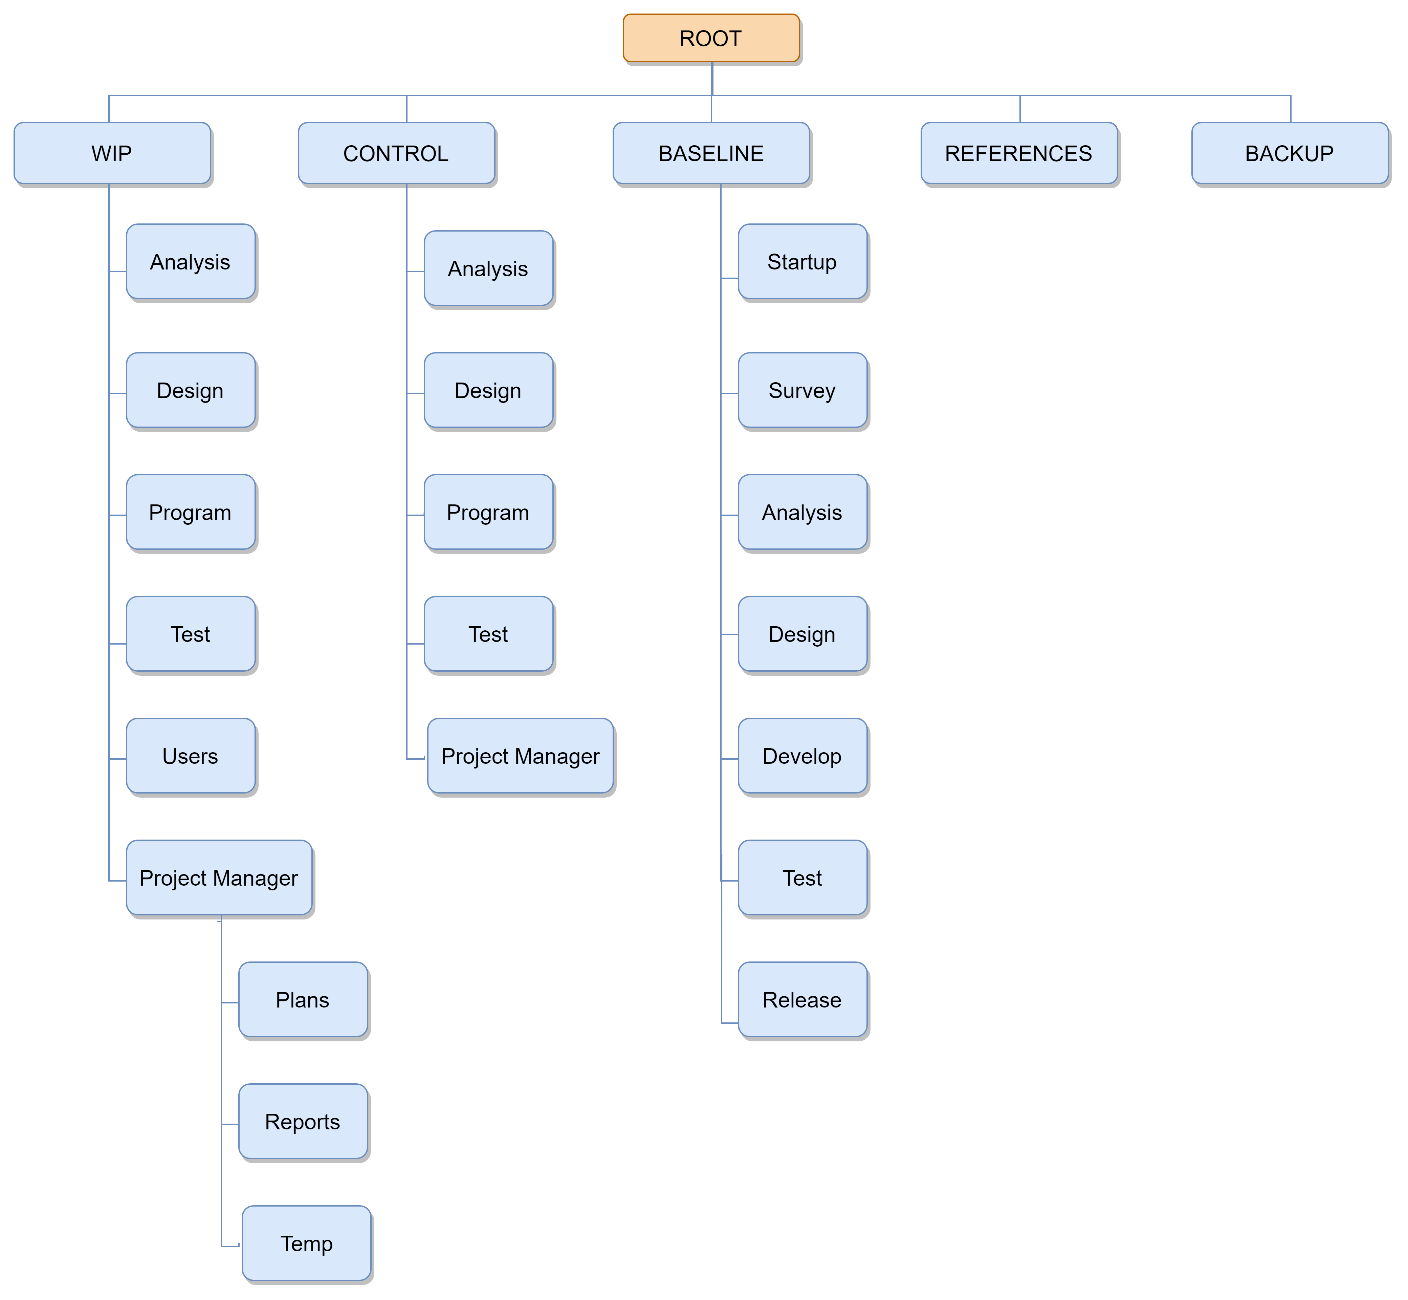 ROOT
WIP
CONTROL
BASELINE
REFERENCES
BACKUP
Analysis
Design
Program
Test
Users
Project Manager
Plans
Reports
Temp
Analysis
Design
Program
Test
Project Manager
Startup
Survey
Analysis
Design
Develop
Test
Release